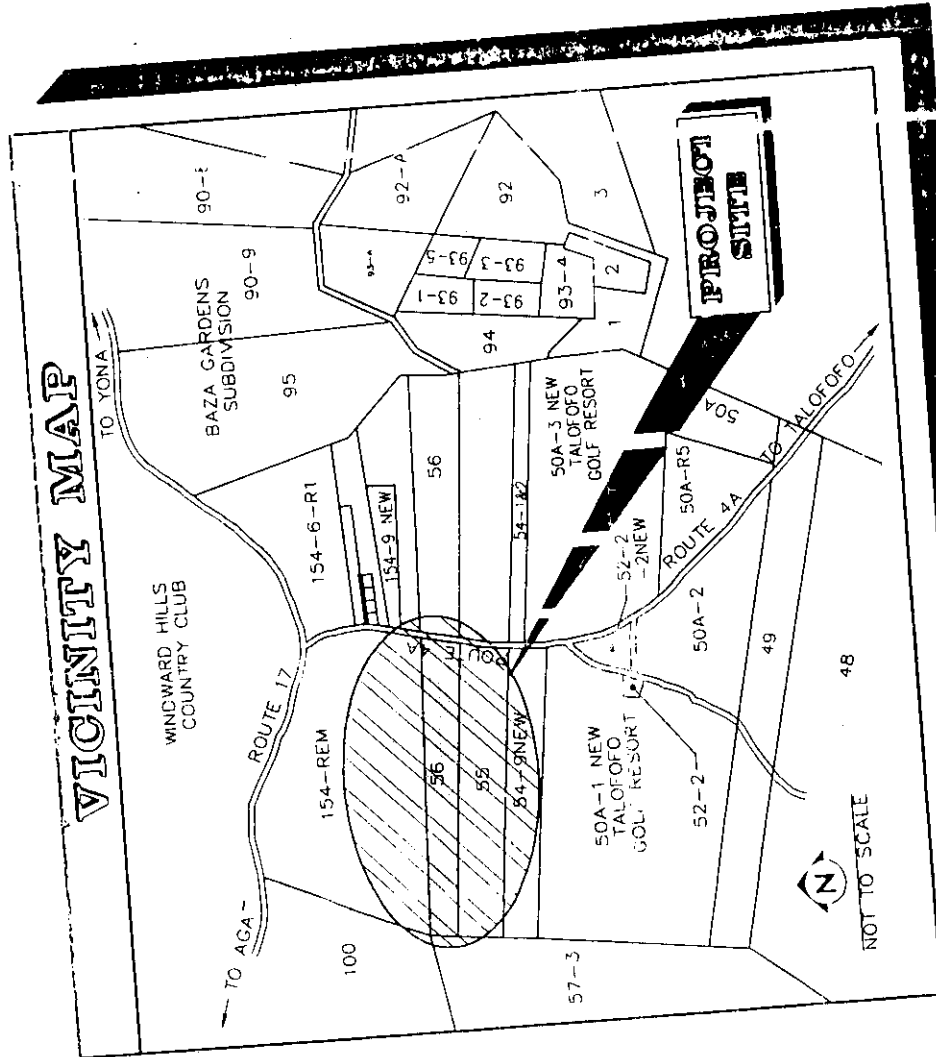 VICINITY MAP
TO YONA
WINDWARD HILLS
COUNTRY CLUB
ROUTE 17
TO AGA
BAZA GARDENS
SUBDIVISION
90-9
95
92-A
93-A
92
93-5
93-3
93-1
93-2
93-4
94
3
2
1
154-REM
154-6-R1
154-9 NEW
56
56
55
54-9NEW
54-1&2
ROUTE 4A
100
57-3
50A-3 NEW
TALOFOFO
GOLF RESORT
50A-1 NEW
TALOFOFO
GOLF RESORT
52-2
-2NEW
52-2
50A
50A-R5
50A-2
ROUTE 4A
TO TALOFOFO
49
48
PROJECT
SITE
N
NOT TO SCALE